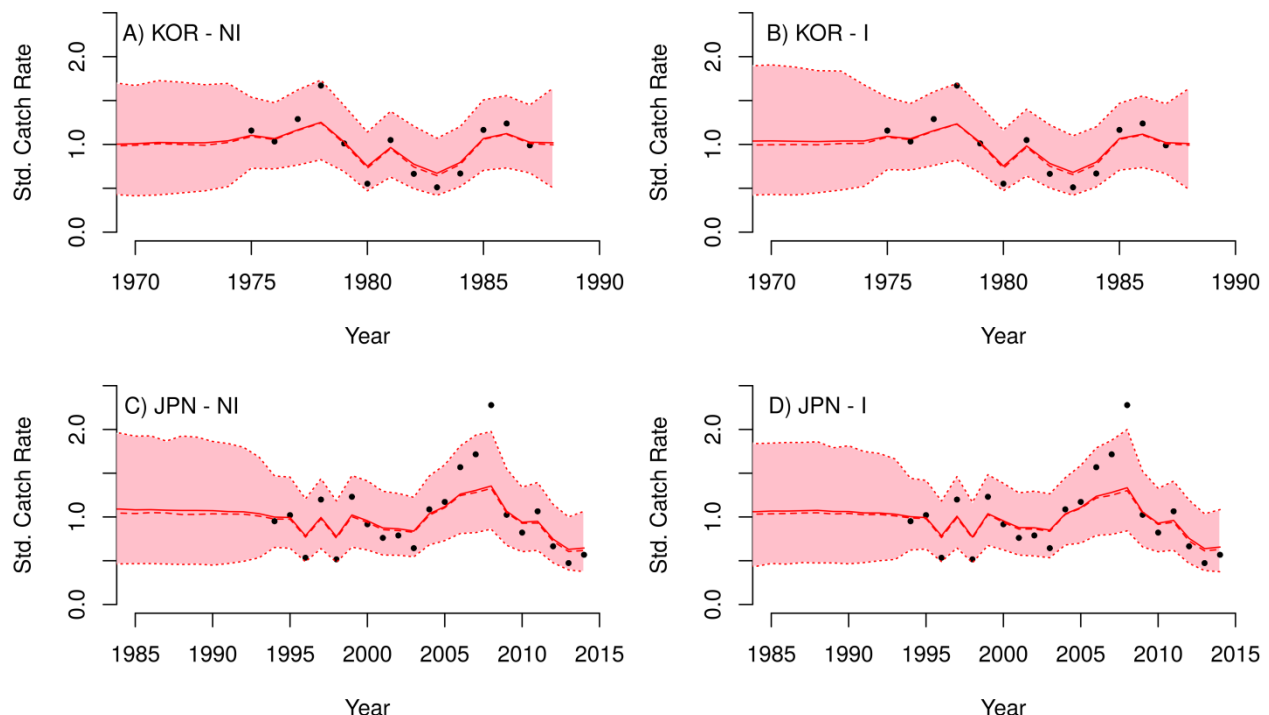 A) KOR - NI
Std. Catch Rate
0.0 1.0 2.0
1970 1975 1980 1985 1990
Year
B) KOR - I
Std. Catch Rate
0.0 1.0 2.0
1970 1975 1980 1985 1990
Year
C) JPN - NI
Std. Catch Rate
0.0 1.0 2.0
1985 1990 1995 2000 2005 2010 2015
Year
D) JPN - I
Std. Catch Rate
0.0 1.0 2.0
1985 1990 1995 2000 2005 2010 2015
Year